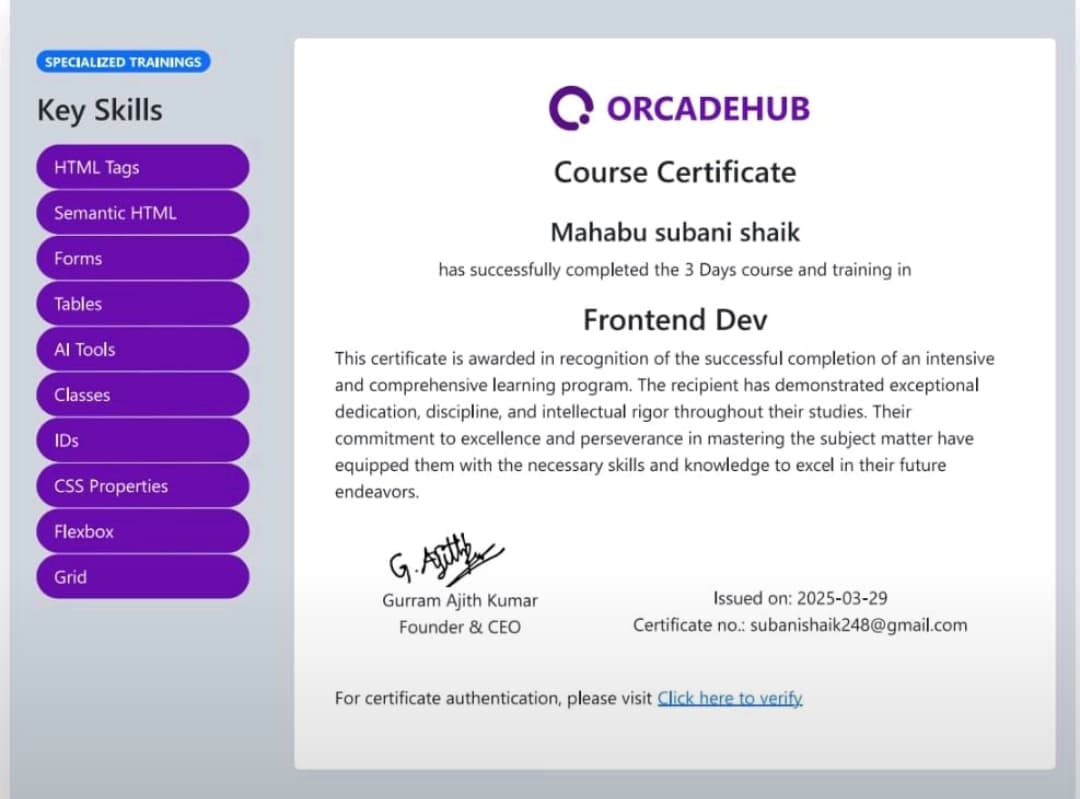 SPECIALIZED TRAININGS
Key Skills
HTML Tags
Semantic HTML
Forms
Tables
AI Tools
Classes
IDs
CSS Properties
Flexbox
Grid
ORCADEHUB
Course Certificate
Mahabu subani shaik
has successfully completed the 3 Days course and training in
Frontend Dev
This certificate is awarded in recognition of the successful completion of an intensive
and comprehensive learning program. The recipient has demonstrated exceptional
dedication, discipline, and intellectual rigor throughout their studies. Their
commitment to excellence and perseverance in mastering the subject matter have
equipped them with the necessary skills and knowledge to excel in their future
endeavors.
G. Ajith
Gurram Ajith Kumar
Founder & CEO
Issued on: 2025-03-29
Certificate no.: subanishaik248@gmail.com
For certificate authentication, please visit Click here to verify